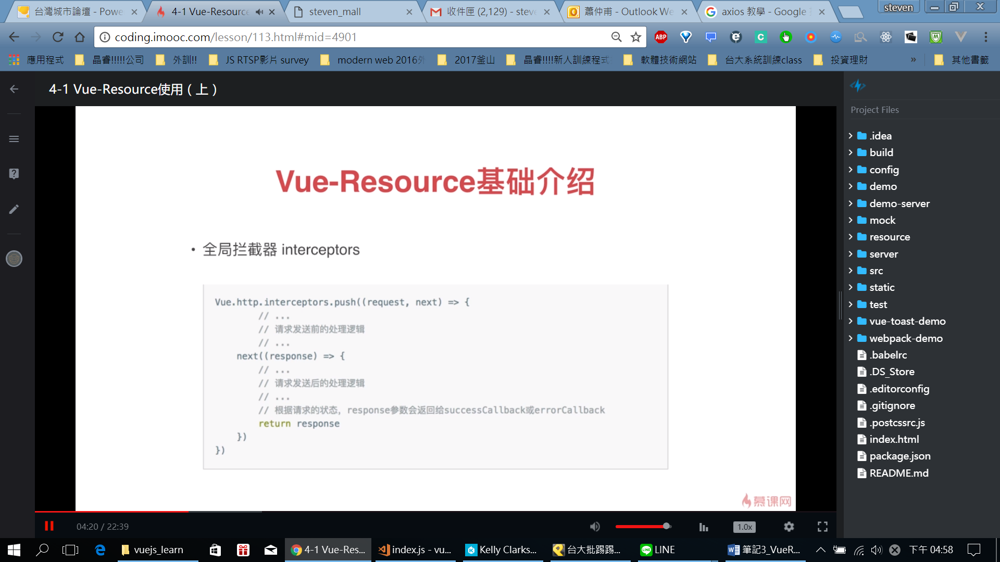 台灣城市論壇 - Powe
4-1 Vue-Resource
steven_mall
收件匣 (2,129) - steve
蕭仲甫 - Outlook We
axios 教學 - Google
steven
coding.imooc.com/lesson/113.html#mid=4901
ABP
應用程式
晶睿!!!!!公司
外訓!!
JS RTSP影片 survey
modern web 2016外
2017釜山
晶睿!!!!新人訓練程式
軟體技術網站
台大系統訓練class
投資理財
»
其他書籤
4-1 Vue-Resource使用 ( 上 )
Vue-Resource基础介绍
• 全局拦截器 interceptors
Vue.http.interceptors.push((request, next) => {
// ...
// 请求发送前的处理逻辑
// ...
next((response) => {
// ...
// 请求发送后的处理逻辑
// ...
// 根据请求的状态，response参数会返回给successCallback或errorCallback
return response
})
})
慕课网
04:20 / 22:39
1.0x
Project Files
.idea
build
config
demo
demo-server
mock
resource
server
src
static
test
vue-toast-demo
webpack-demo
.babelrc
.DS_Store
.editorconfig
.gitignore
.postcssrc.js
index.html
package.json
README.md
vuejs_learn
4-1 Vue-Res...
index.js - vu...
Kelly Clarks...
台大批踢踢...
LINE
筆記3_VueR...
下午 04:58